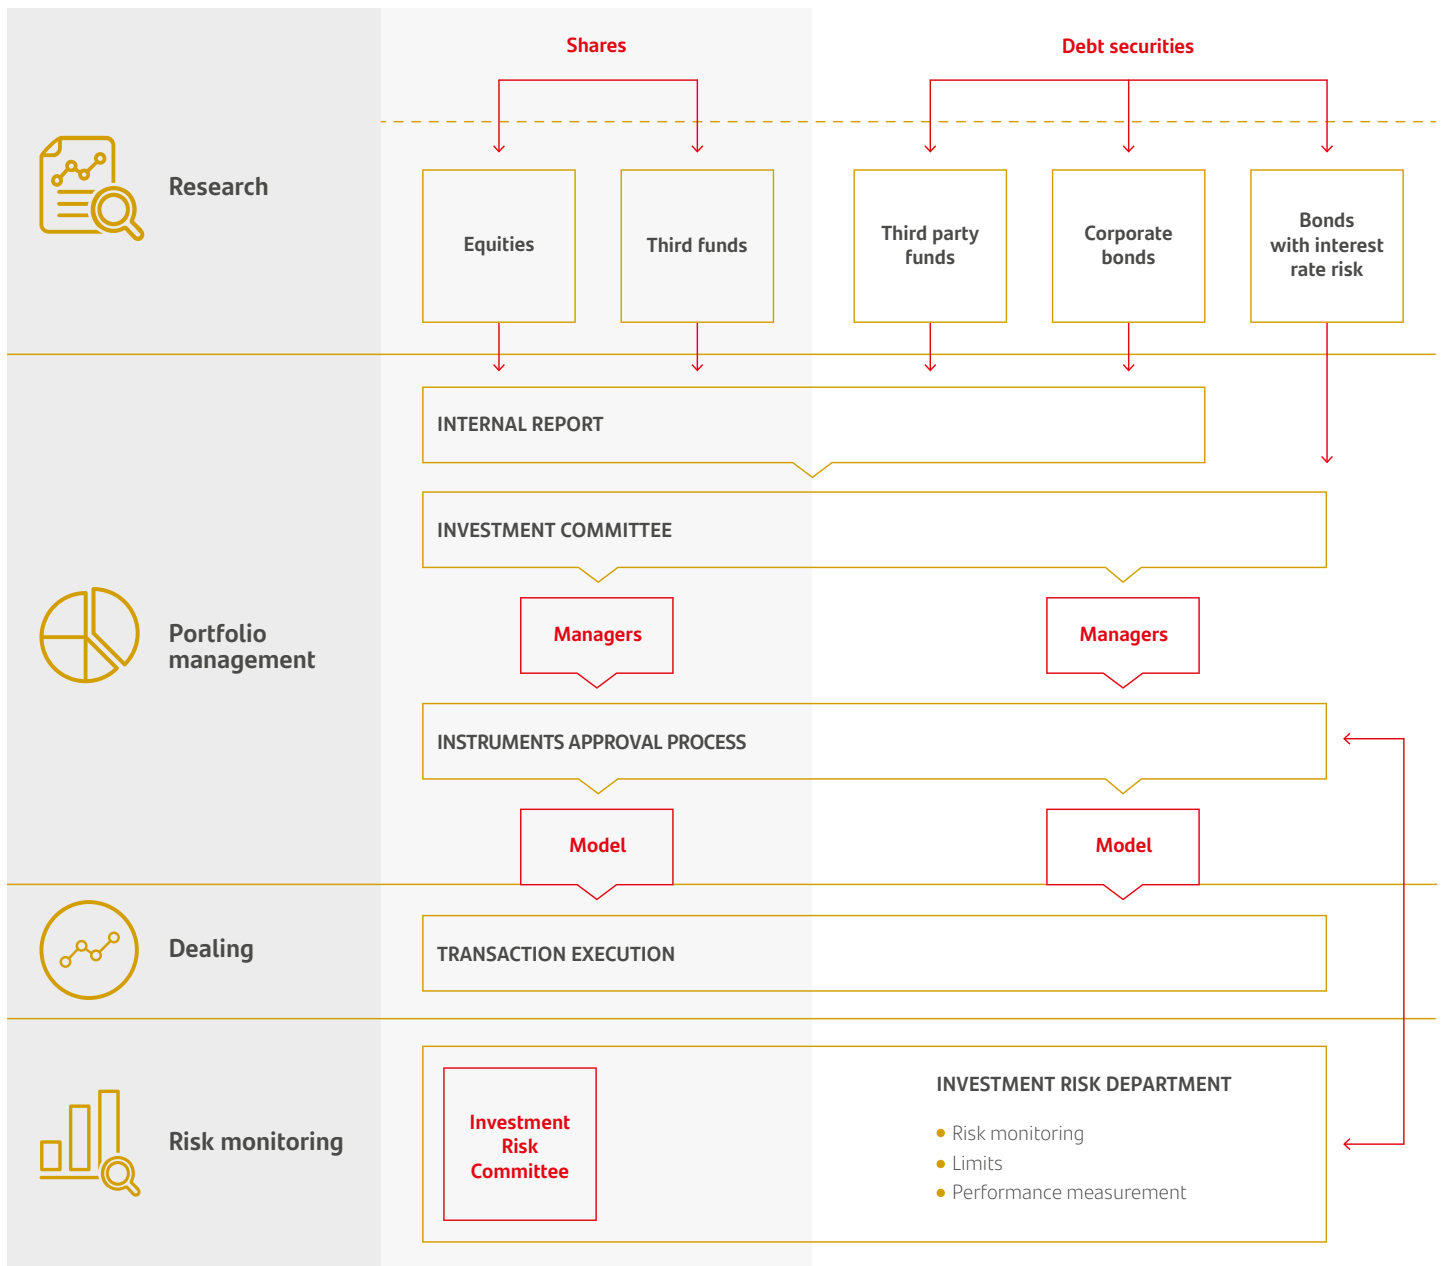 Shares
Debt securities
Research
Equities
Third funds
Third party
funds
Corporate
bonds
Bonds
with interest
rate risk
INTERNAL REPORT
INVESTMENT COMMITTEE
Portfolio
management
Managers
Managers
INSTRUMENTS APPROVAL PROCESS
Model
Model
Dealing
TRANSACTION EXECUTION
Risk monitoring
Investment
Risk
Committee
INVESTMENT RISK DEPARTMENT
Risk monitoring
Limits
Performance measurement